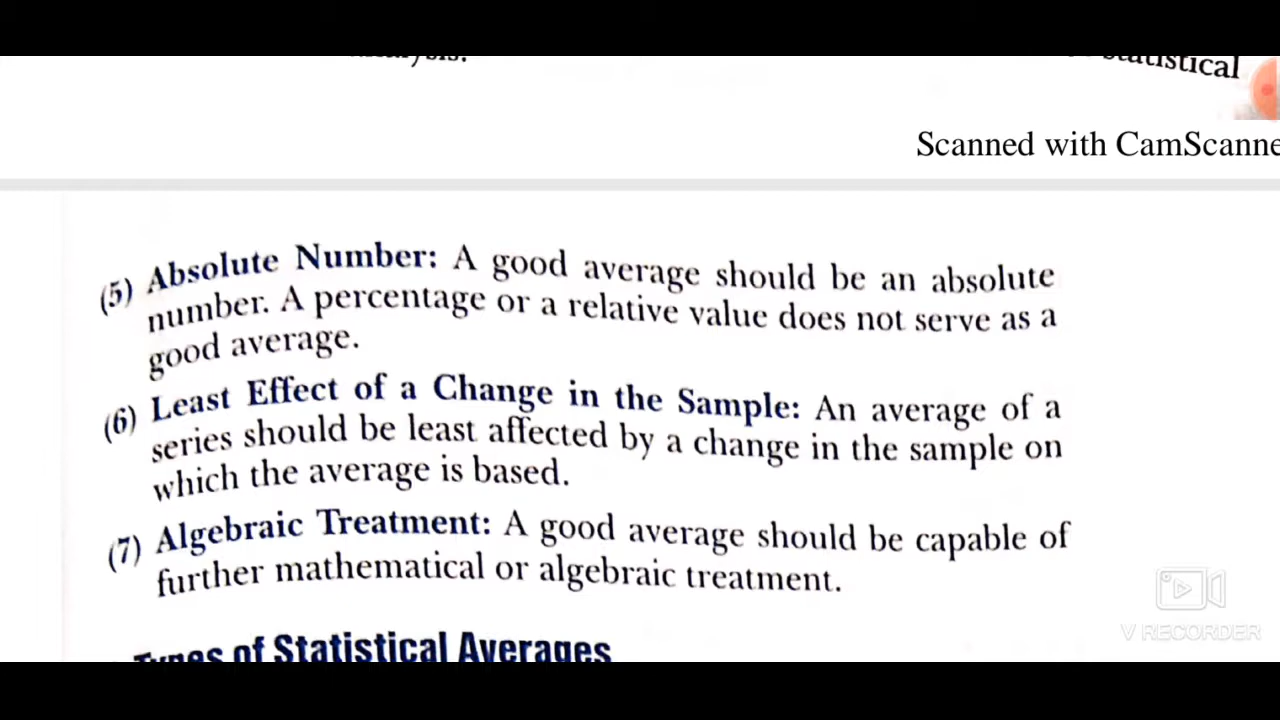 statistical
Scanned with CamScanne
(5) Absolute Number: A good average should be an absolute
number. A percentage or a relative value does not serve as a
good average.
(6) Least Effect of a Change in the Sample: An average of a
series should be least affected by a change in the sample on
which the average is based.
(7) Algebraic Treatment: A good average should be capable of
further mathematical or algebraic treatment.
V RECORDER
Types of Statistical Averages